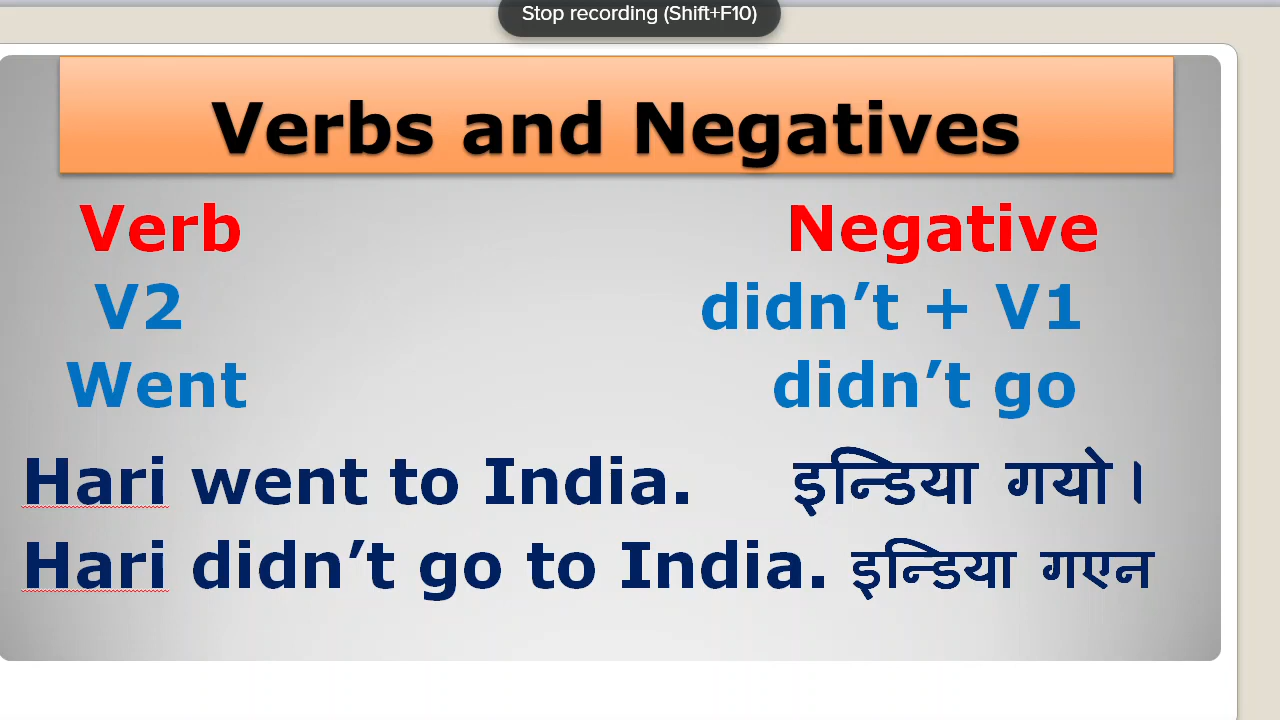 Stop recording (Shift+F10)
Verbs and Negatives
Verb Negative
V2 didn’t + V1
Went didn’t go
Hari went to India. इन्डिया गयो।
Hari didn’t go to India. इन्डिया गएन